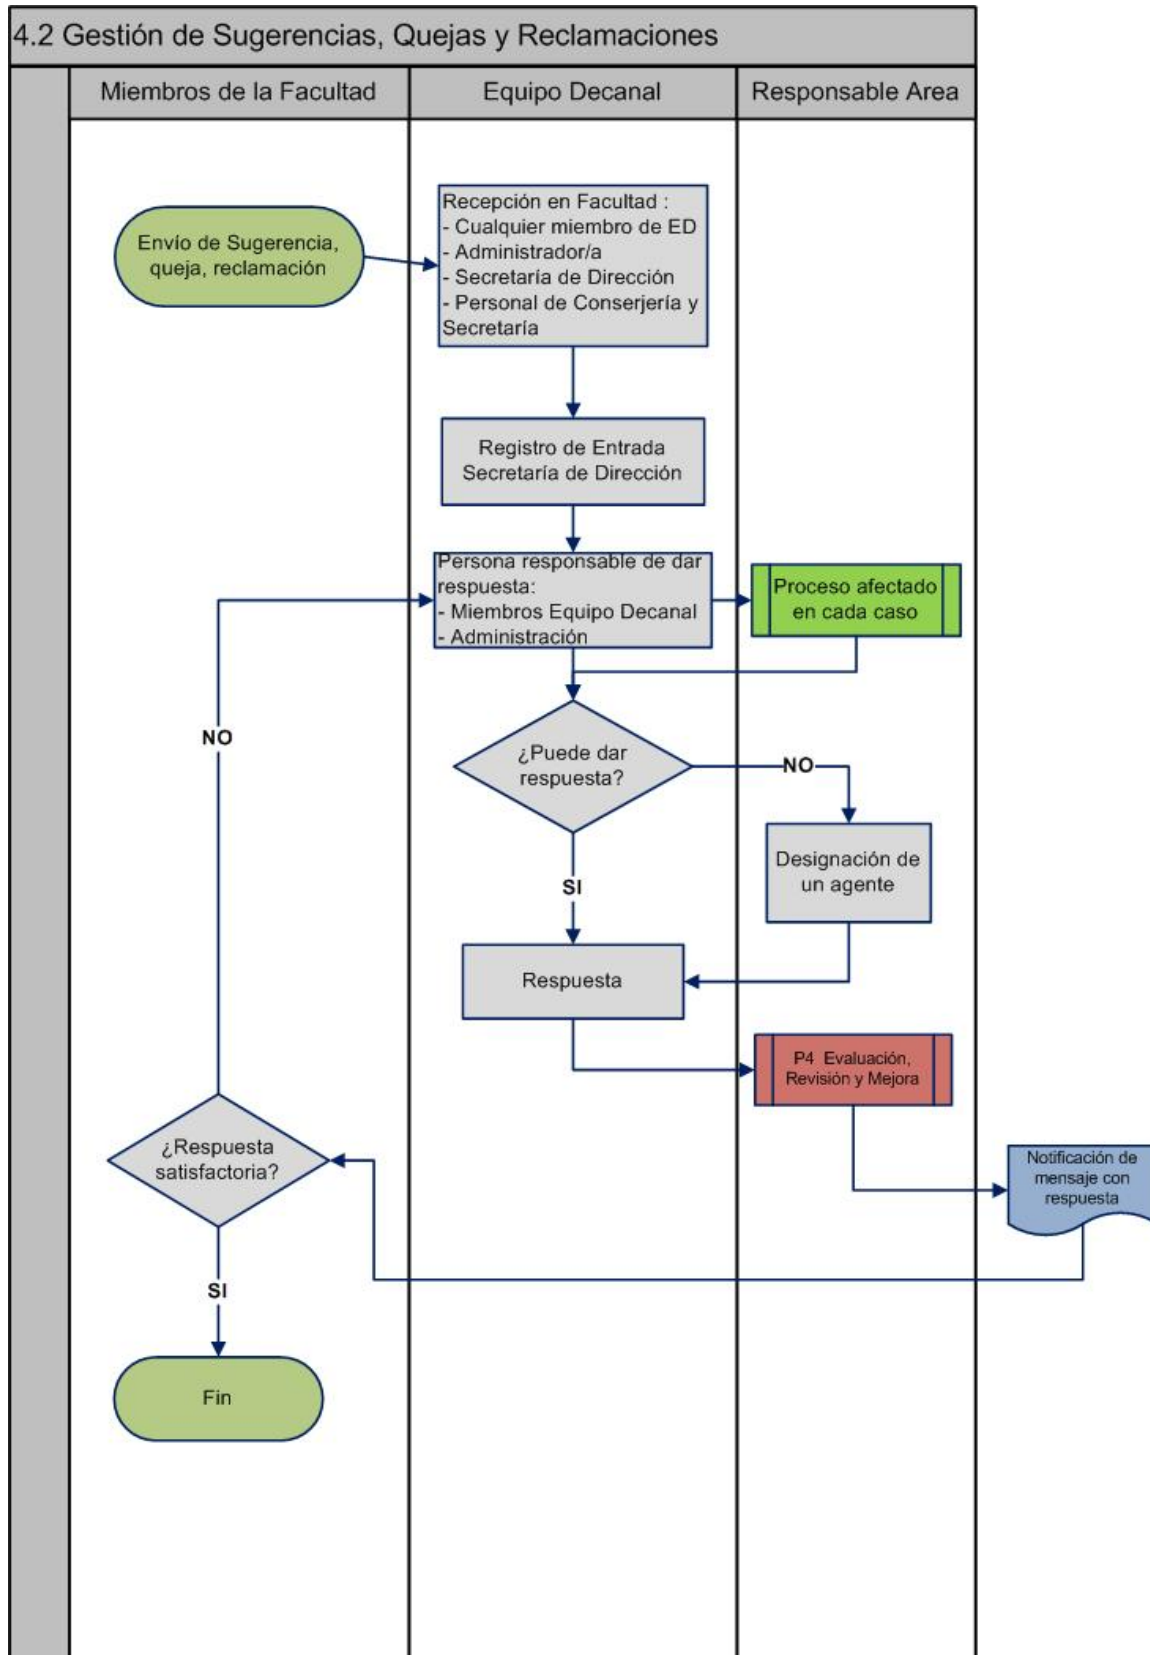 4.2 Gestión de Sugerencias, Quejas y Reclamaciones
Miembros de la Facultad
Equipo Decanal
Responsable Area
Envío de Sugerencia,
queja, reclamación
Recepción en Facultad :
- Cualquier miembro de ED
- Administrador/a
- Secretaría de Dirección
- Personal de Conserjería y
Secretaría
Registro de Entrada
Secretaría de Dirección
Persona responsable de dar
respuesta:
- Miembros Equipo Decanal
- Administración
Proceso afectado
en cada caso
NO
¿Puede dar
respuesta?
NO
Designación de
un agente
SI
Respuesta
P4 Evaluación,
Revisión y Mejora
¿Respuesta
satisfactoria?
Notificación de
mensaje con
respuesta
SI
Fin